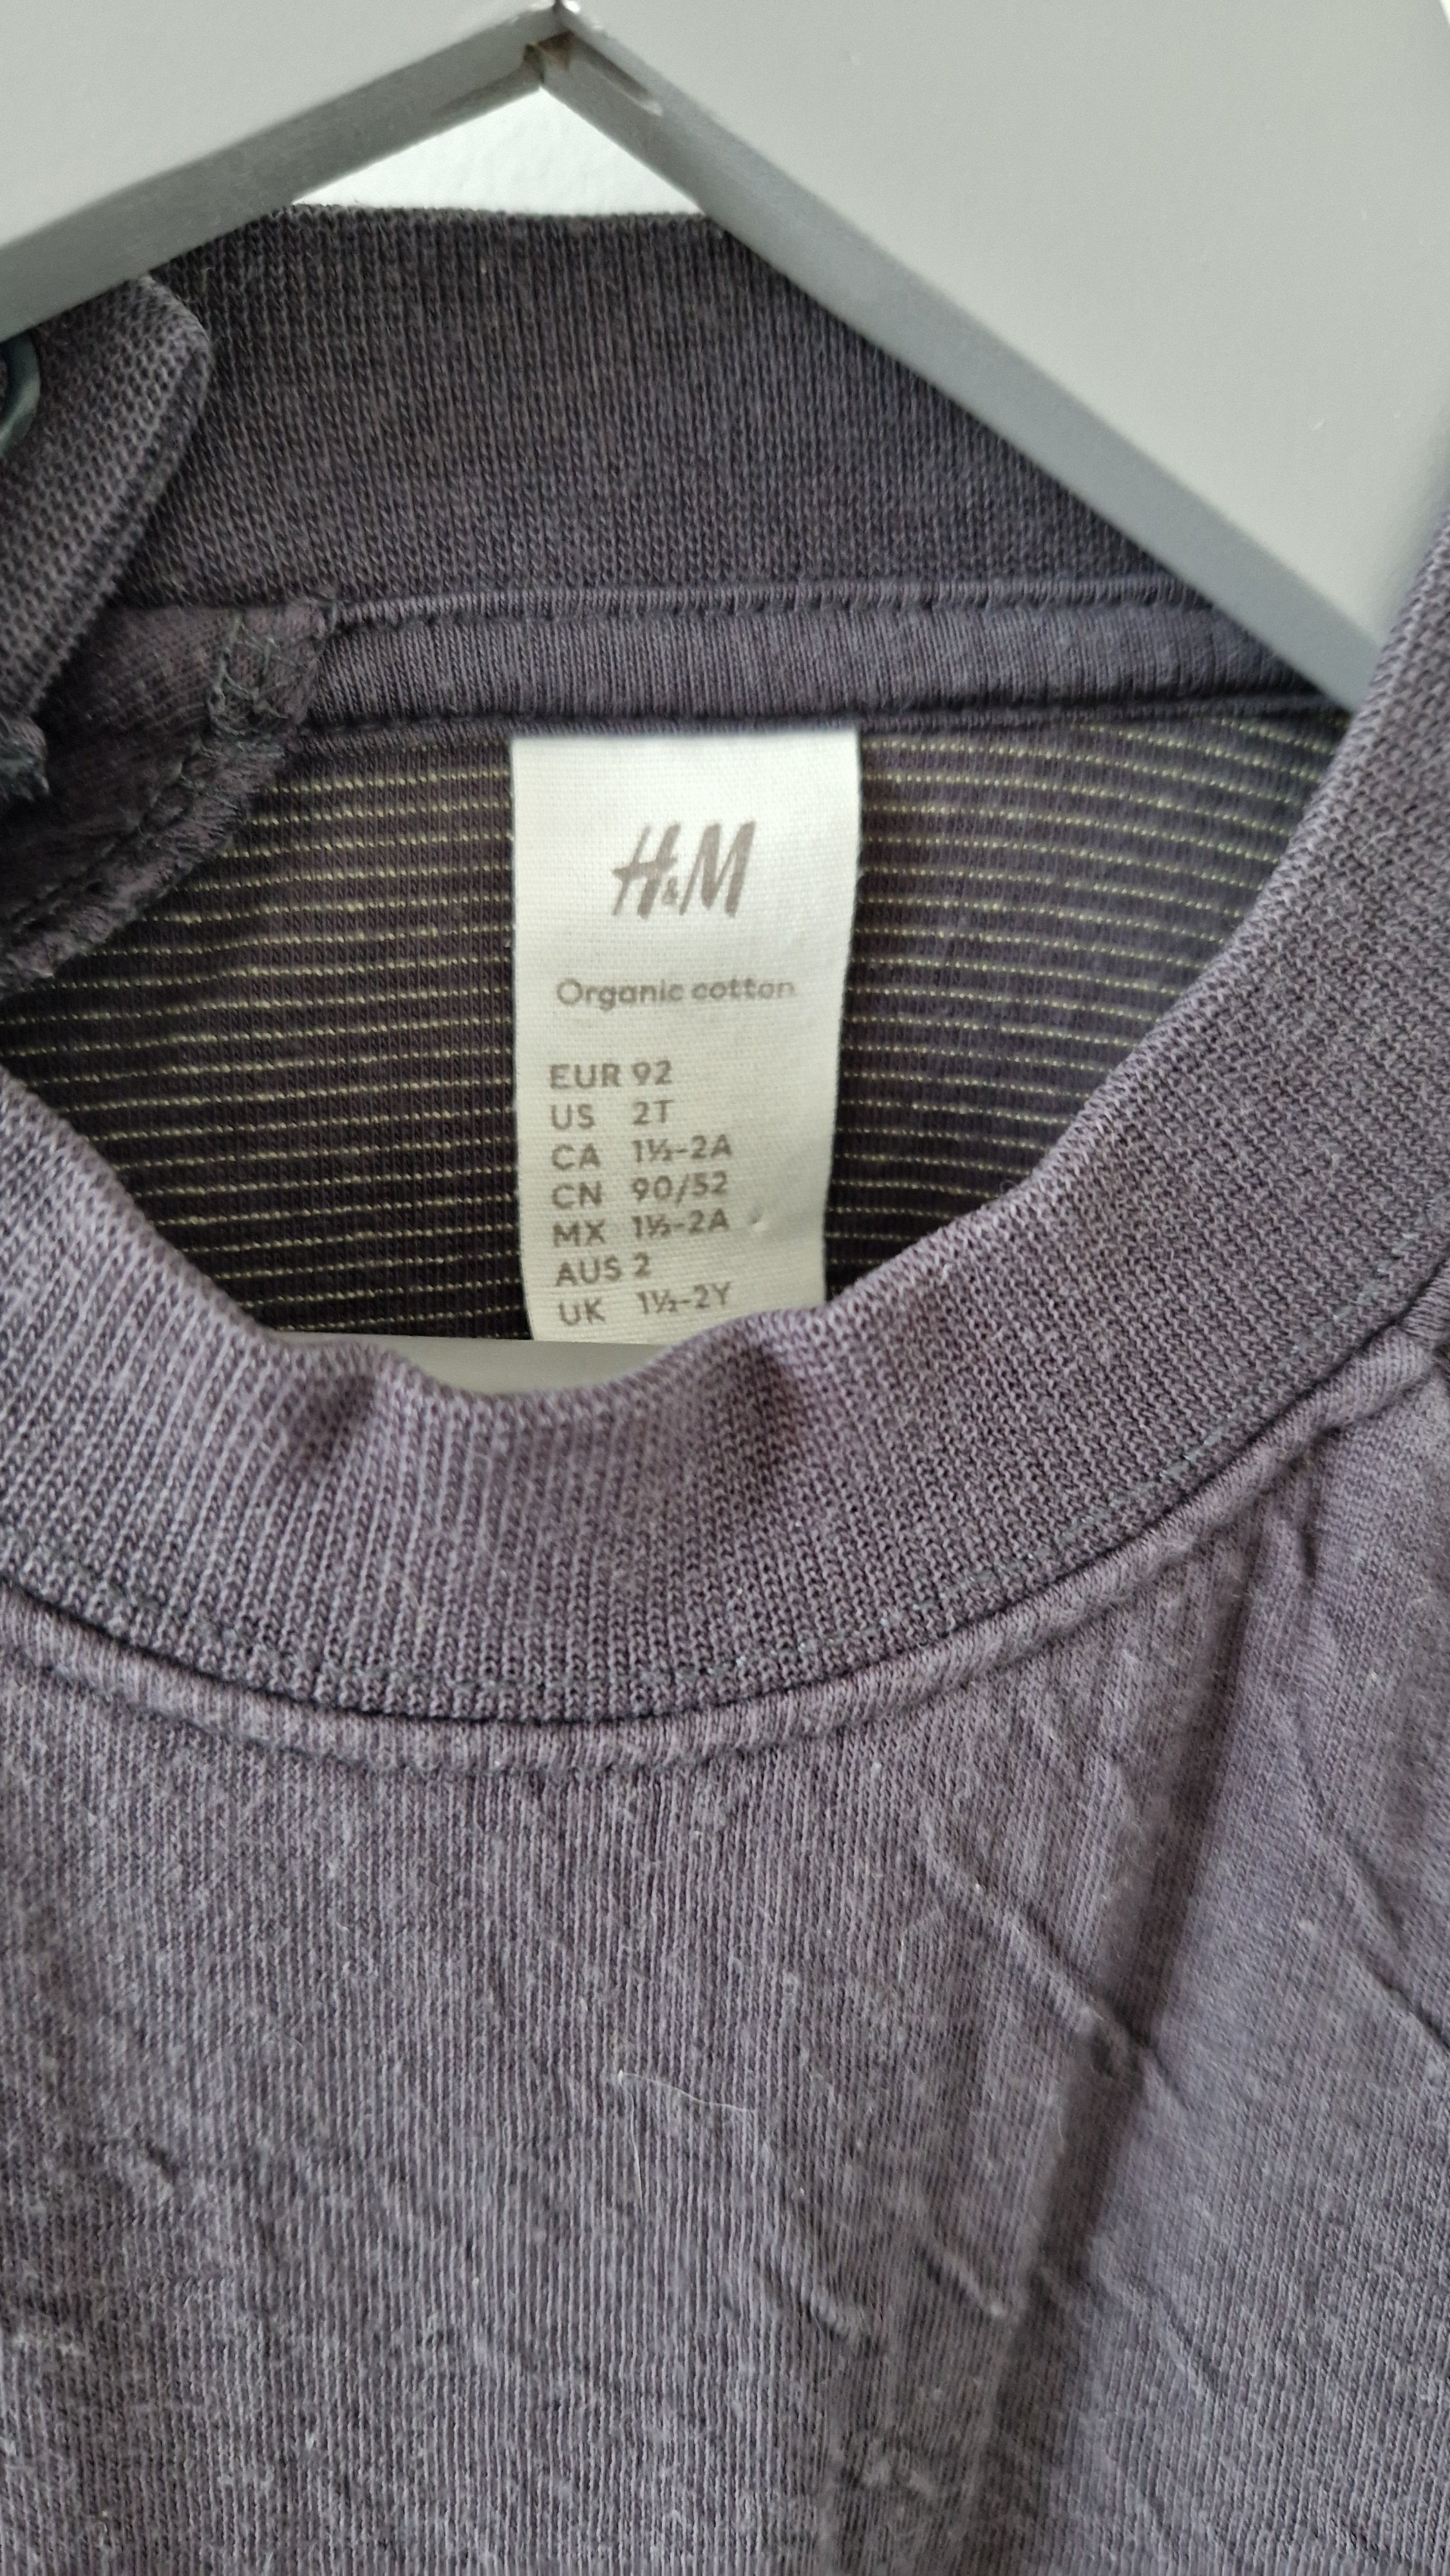 H&M
Organic cotton
EUR 92
US 2T
CA 1½-2A
CN 90/52
MX 1½-2A
AUS 2
UK 1½-2Y